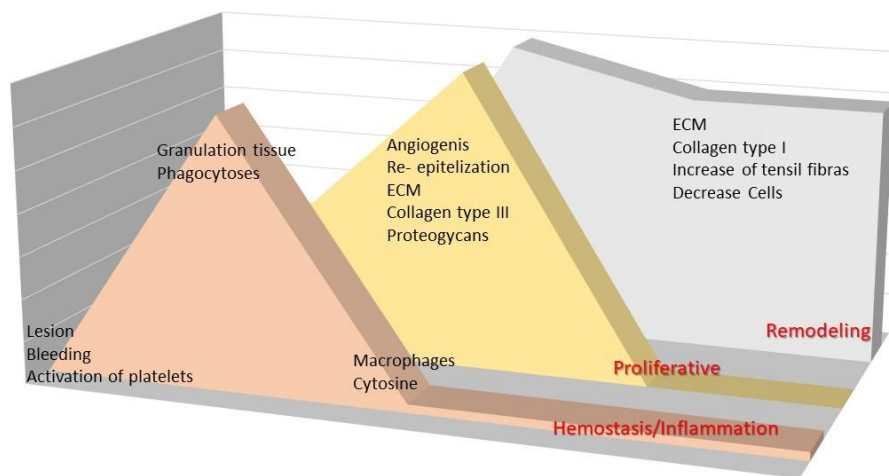 Granulation tissue
Phagocytoses
Angiogenis
Re- epitelization
ECM
Collagen type III
Proteogycans
ECM
Collagen type I
Increase of tensil fibras
Decrease Cells
Lesion
Bleeding
Activation of platelets
Macrophages
Cytosine
Remodeling
Proliferative
Hemostasis/Inflammation